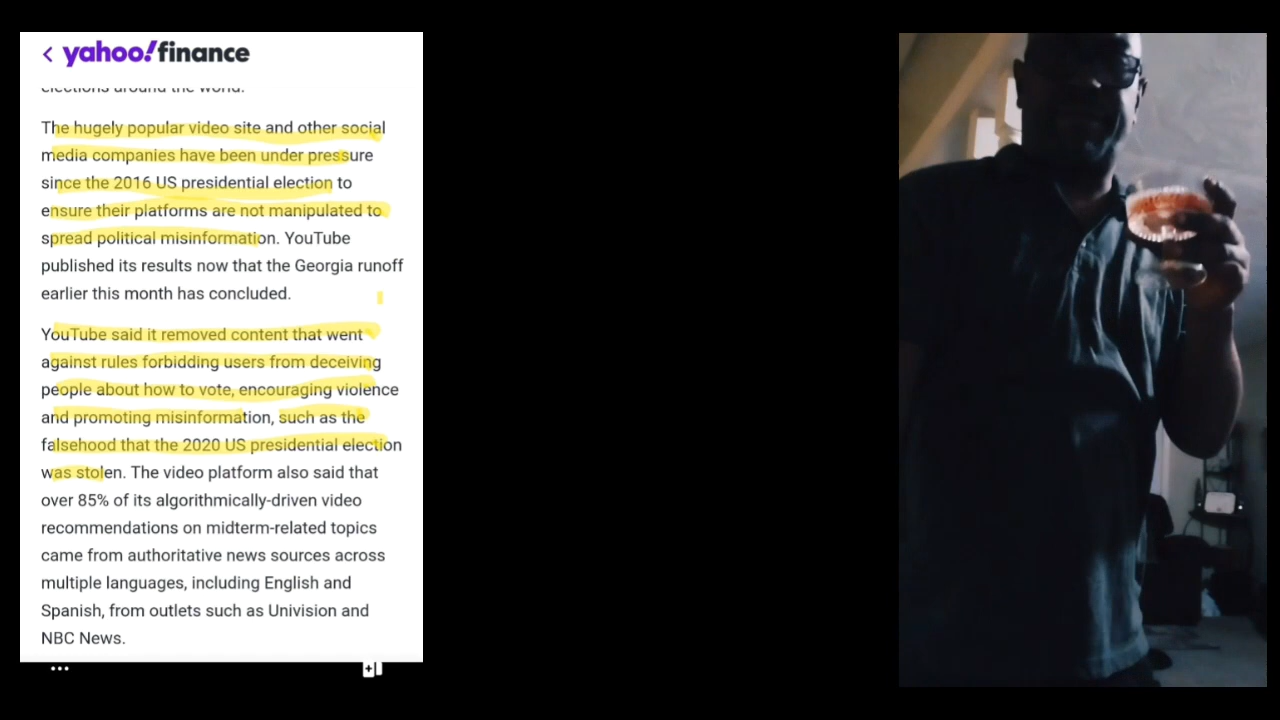 yahoo!finance
elections around the world.
The hugely popular video site and other social
media companies have been under pressure
since the 2016 US presidential election to
ensure their platforms are not manipulated to
spread political misinformation. YouTube
published its results now that the Georgia runoff
earlier this month has concluded.
YouTube said it removed content that went
against rules forbidding users from deceiving
people about how to vote, encouraging violence
and promoting misinformation, such as the
falsehood that the 2020 US presidential election
was stolen. The video platform also said that
over 85% of its algorithmically-driven video
recommendations on midterm-related topics
came from authoritative news sources across
multiple languages, including English and
Spanish, from outlets such as Univision and
NBC News.